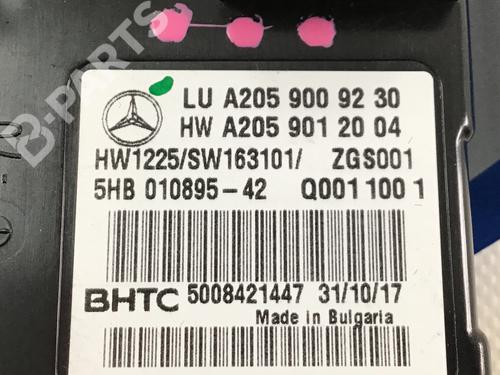 B-PARTS
LU A205 900 92 30
HW A205 901 20 04
HW1225/SW163101/ ZGS001
5HB 010895-42 Q001 100 1
BHTC 5008421447 31/10/17
Made in Bulgaria